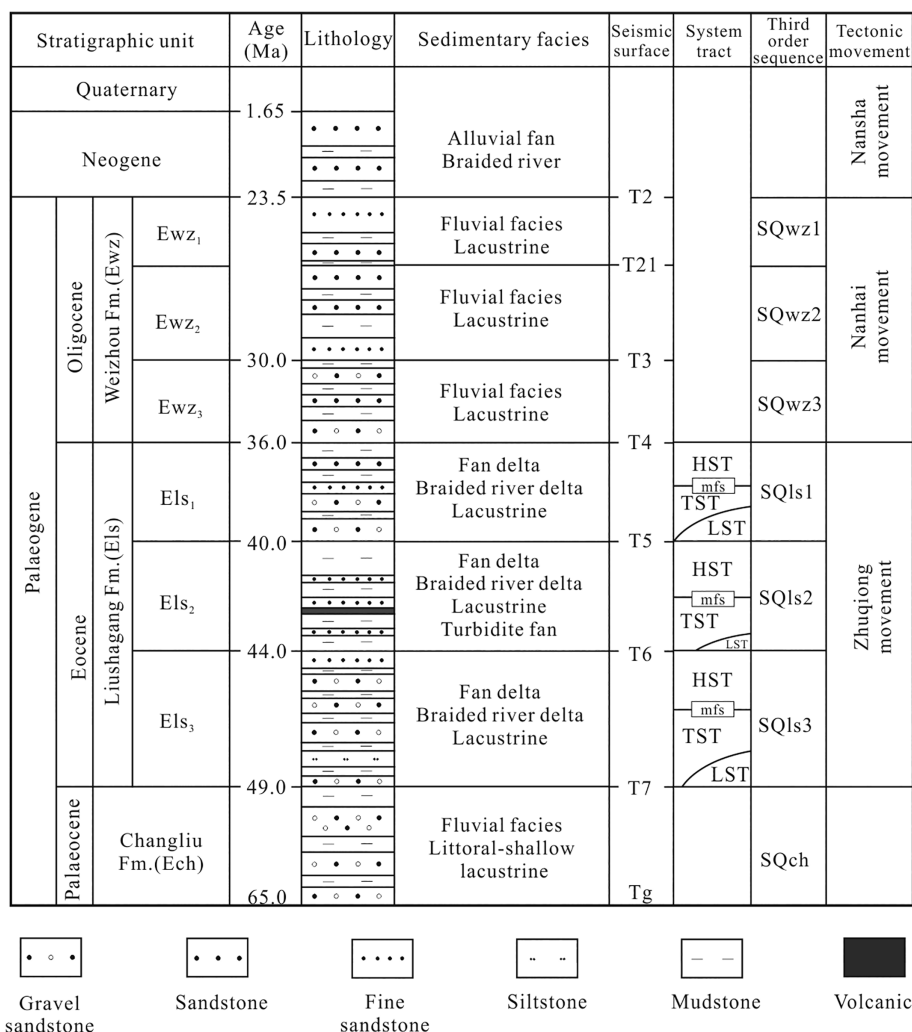 Stratigraphic unit
Age
(Ma)
Lithology
Sedimentary facies
Seismic
surface
System
tract
Third
order
sequence
Tectonic
movement
Quaternary
1.65
Neogene
Alluvial fan
Braided river
Nansha
movement
23.5
T2
Palaeogene
Oligocene
Weizhou Fm.(Ewz)
Ewz₁
Fluvial facies
Lacustrine
SQwz1
T21
Ewz₂
Fluvial facies
Lacustrine
SQwz2
Nanhai
movement
30.0
T3
Ewz₃
Fluvial facies
Lacustrine
SQwz3
36.0
T4
Eocene
Liushagang Fm.(Els)
Els₁
Fan delta
Braided river delta
Lacustrine
HST
mfs
TST
LST
SQls1
40.0
T5
Els₂
Fan delta
Braided river delta
Lacustrine
Turbidite fan
HST
mfs
TST
LST
SQls2
Zhuqiong
movement
44.0
T6
Els₃
Fan delta
Braided river delta
Lacustrine
HST
mfs
TST
LST
SQls3
49.0
T7
Palaeocene
Changliu
Fm.(Ech)
Fluvial facies
Littoral-shallow
lacustrine
SQch
65.0
Tg
Gravel
sandstone
Sandstone
Fine
sandstone
Siltstone
Mudstone
Volcanic